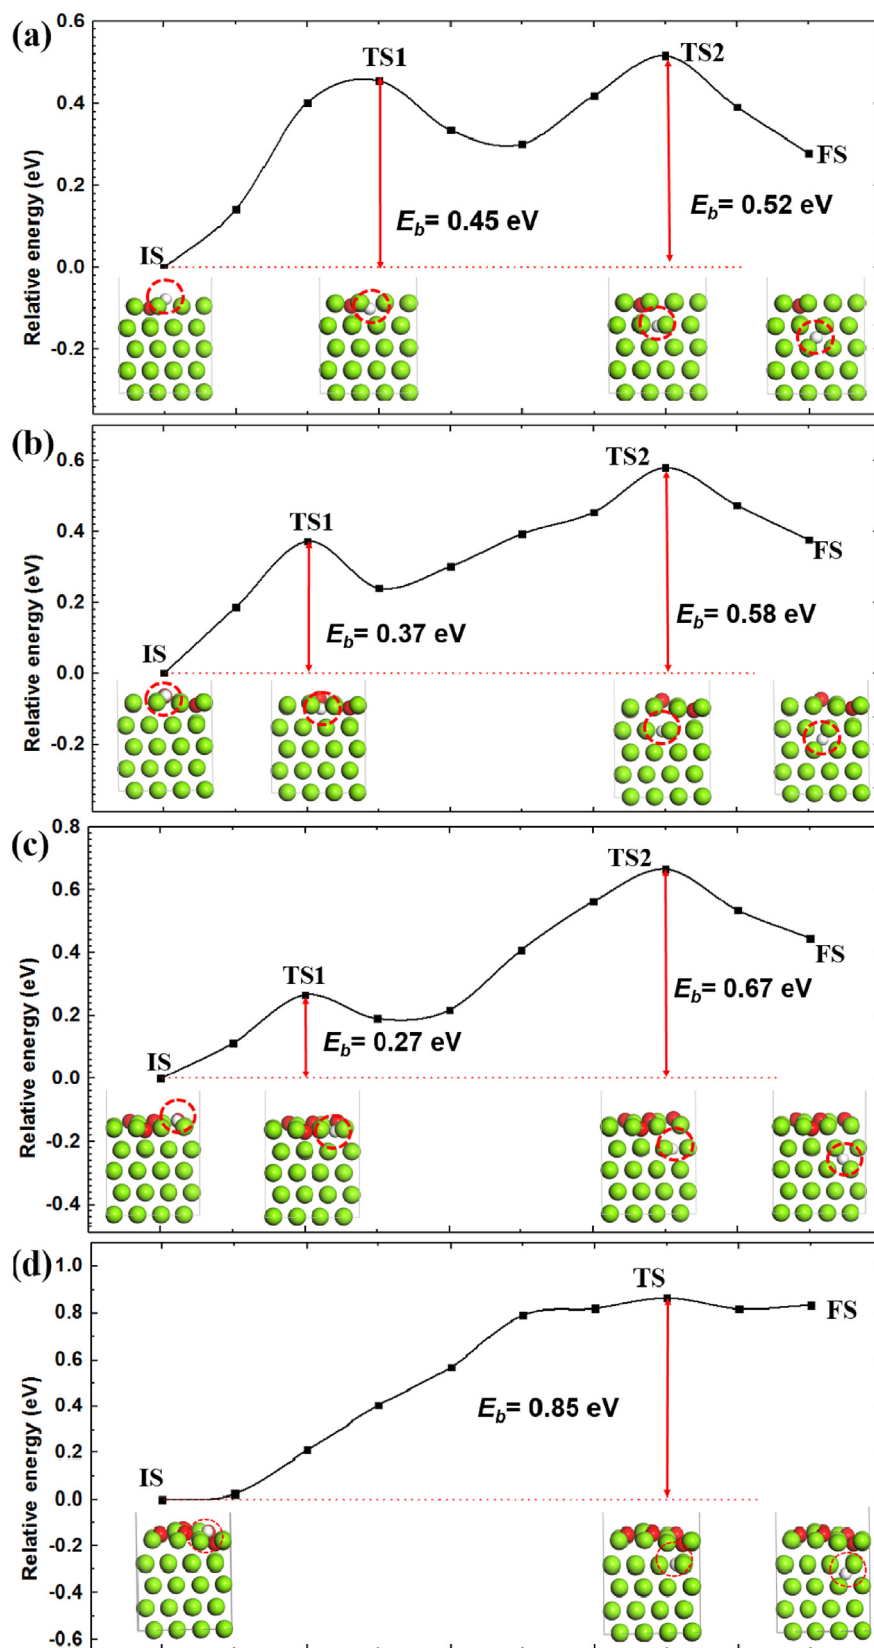 (a)
0.6
TS1
TS2
0.4
FS
0.2
E_b= 0.45 eV
E_b= 0.52 eV
IS
0.0
-0.2
Relative energy (eV)
(b)
0.6
TS2
TS1
0.4
FS
0.2
E_b= 0.37 eV
E_b= 0.58 eV
IS
0.0
-0.2
Relative energy (eV)
(c)
0.8
TS2
0.6
0.4
FS
TS1
E_b= 0.67 eV
0.2
E_b= 0.27 eV
IS
0.0
-0.2
-0.4
Relative energy (eV)
(d)
1.0
TS
0.8
FS
0.6
0.4
E_b= 0.85 eV
0.2
IS
0.0
-0.2
-0.4
-0.6
Relative energy (eV)